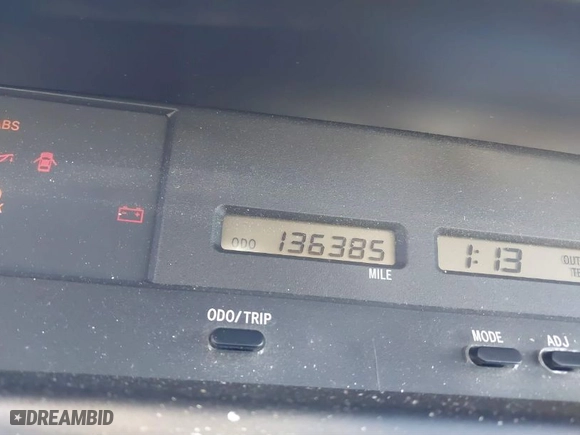 ABS
ODO 136385
MILE
1:13
ODO/TRIP
MODE
ADJ
DREAMBID